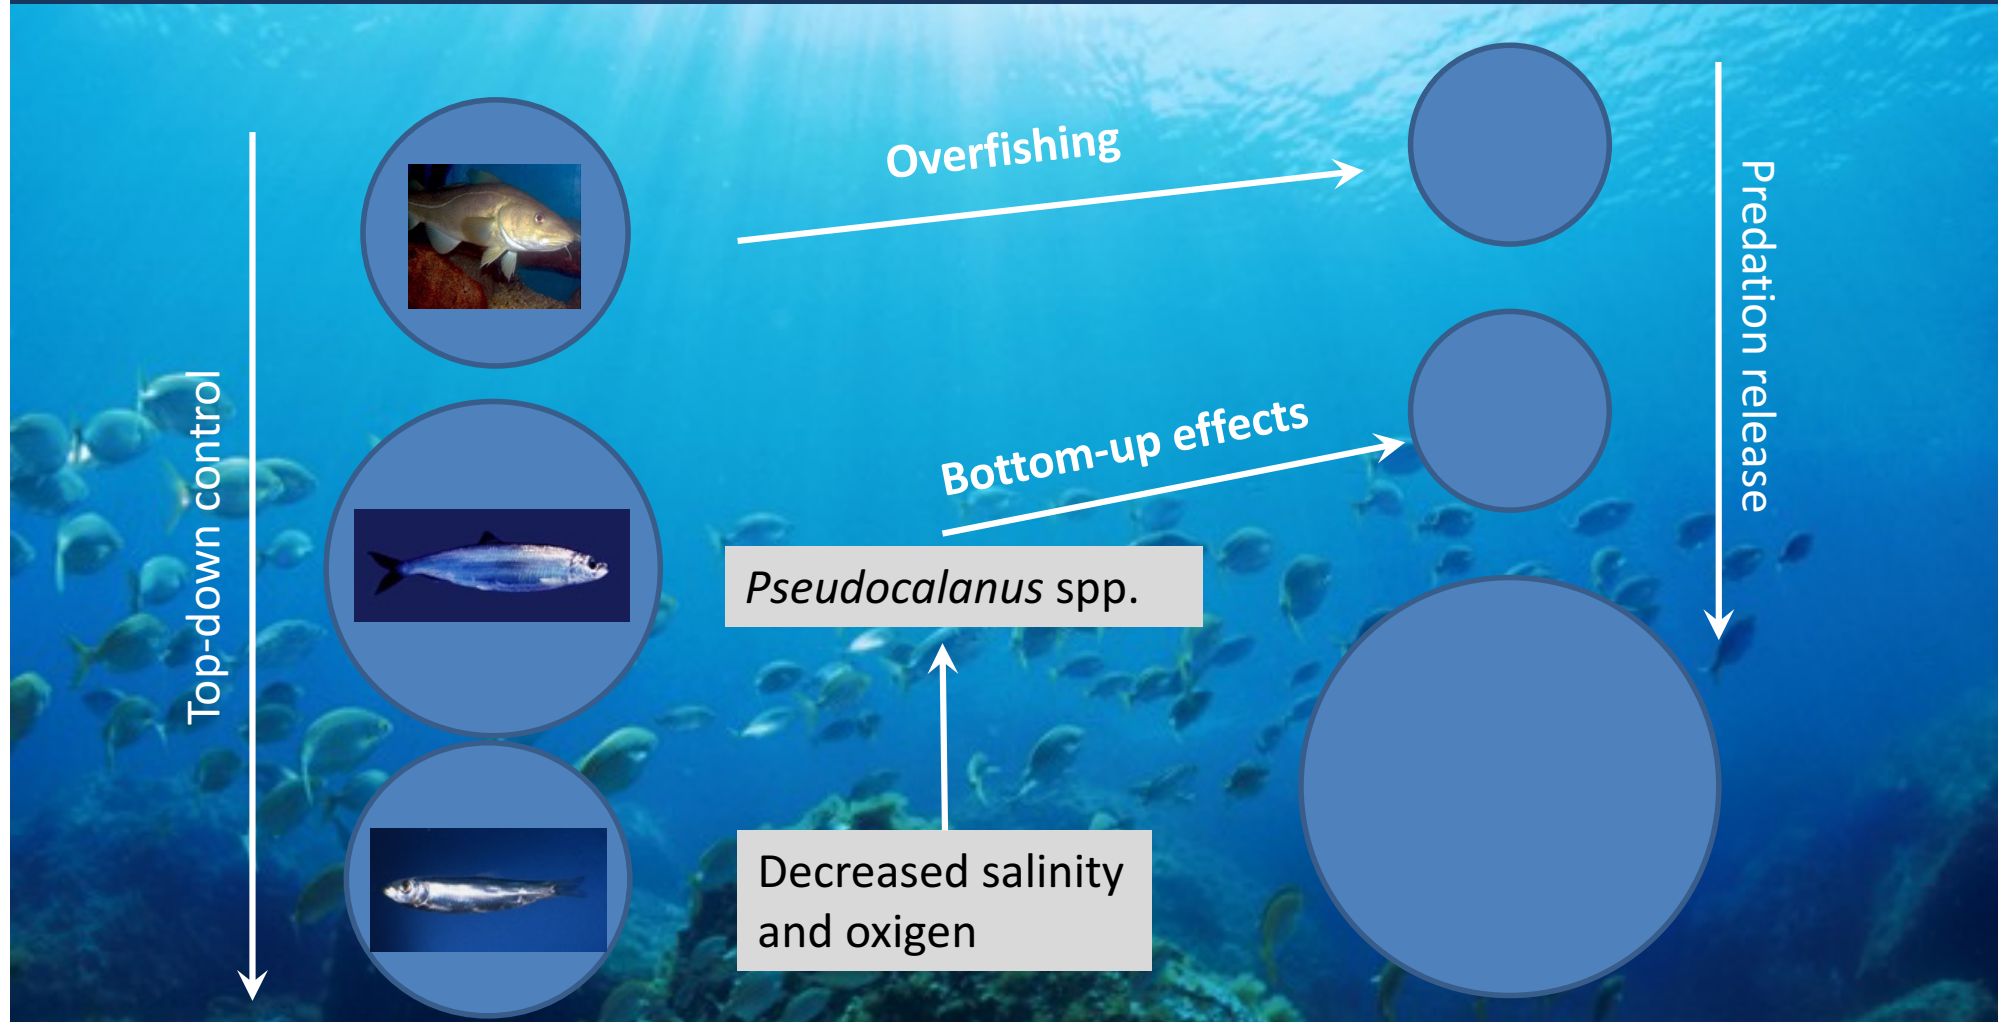 Overfishing
Predation release
Top-down control
Bottom-up effects
Pseudocalanus spp.
Decreased salinity
and oxigen